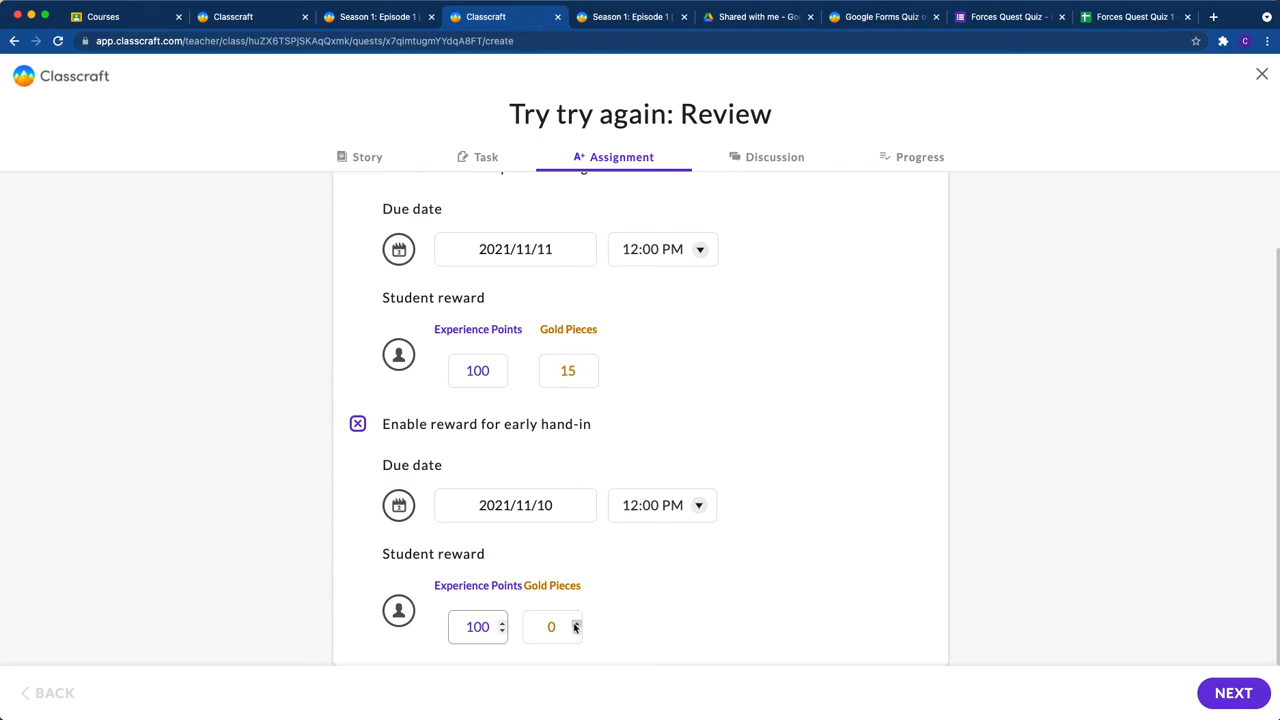 Courses
Classcraft
Season 1: Episode 1
Classcraft
Season 1: Episode 1
Shared with me - Go
Google Forms Quiz o
Forces Quest Quiz -
Forces Quest Quiz 1
app.classcraft.com/teacher/class/huZX6TSPjSKAqQxmk/quests/x7qimtugmYYdqA8FT/create
C
Classcraft
Try try again: Review
Story
Task
A+ Assignment
Discussion
Progress
Due date
2021/11/11
12:00 PM
Student reward
Experience Points
Gold Pieces
100
15
Enable reward for early hand-in
Due date
2021/11/10
12:00 PM
Student reward
Experience Points
Gold Pieces
100
0
BACK
NEXT